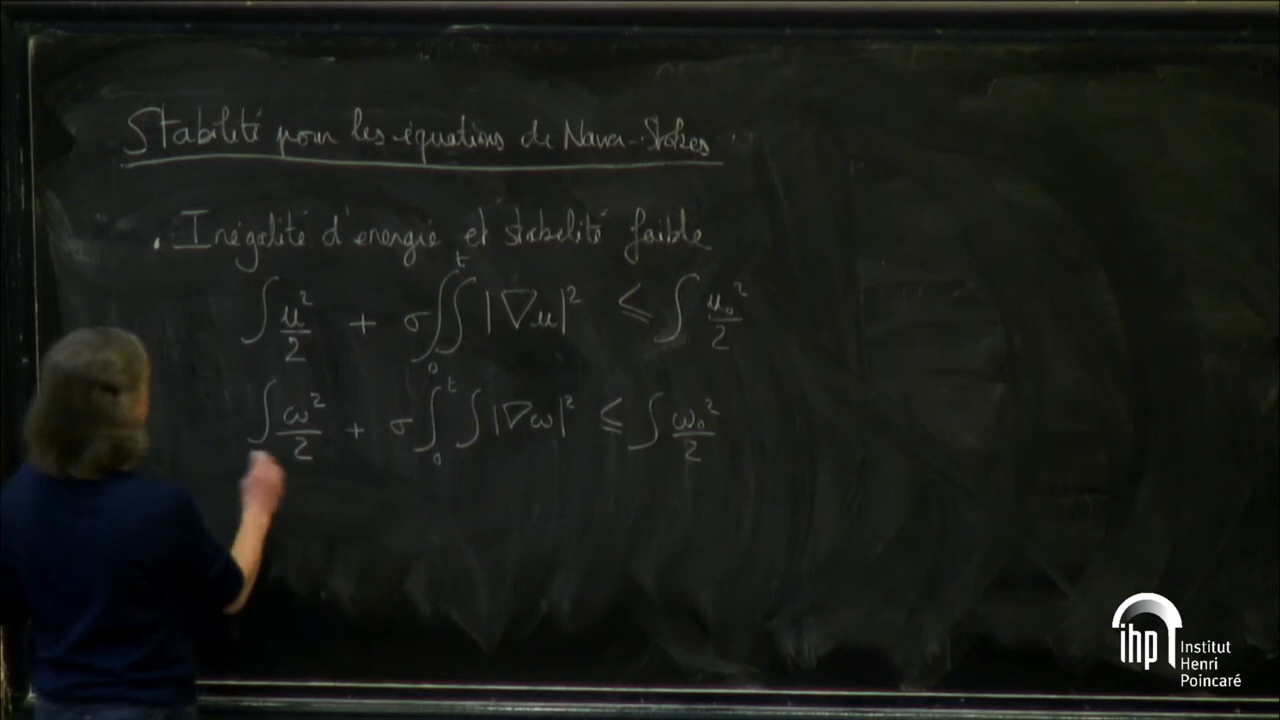 Stabilité pour les équations de Navier-Stokes
. Inégalité d'énergie et stabilité faible
∫ u²/2 + σ ∫₀ᵗ∫ |∇u|² ≤ ∫ u₀²/2
∫ ω²/2 + σ ∫₀ᵗ ∫ |∇ω|² ≤ ∫ ω₀²/2
ihp Institut
Henri
Poincaré